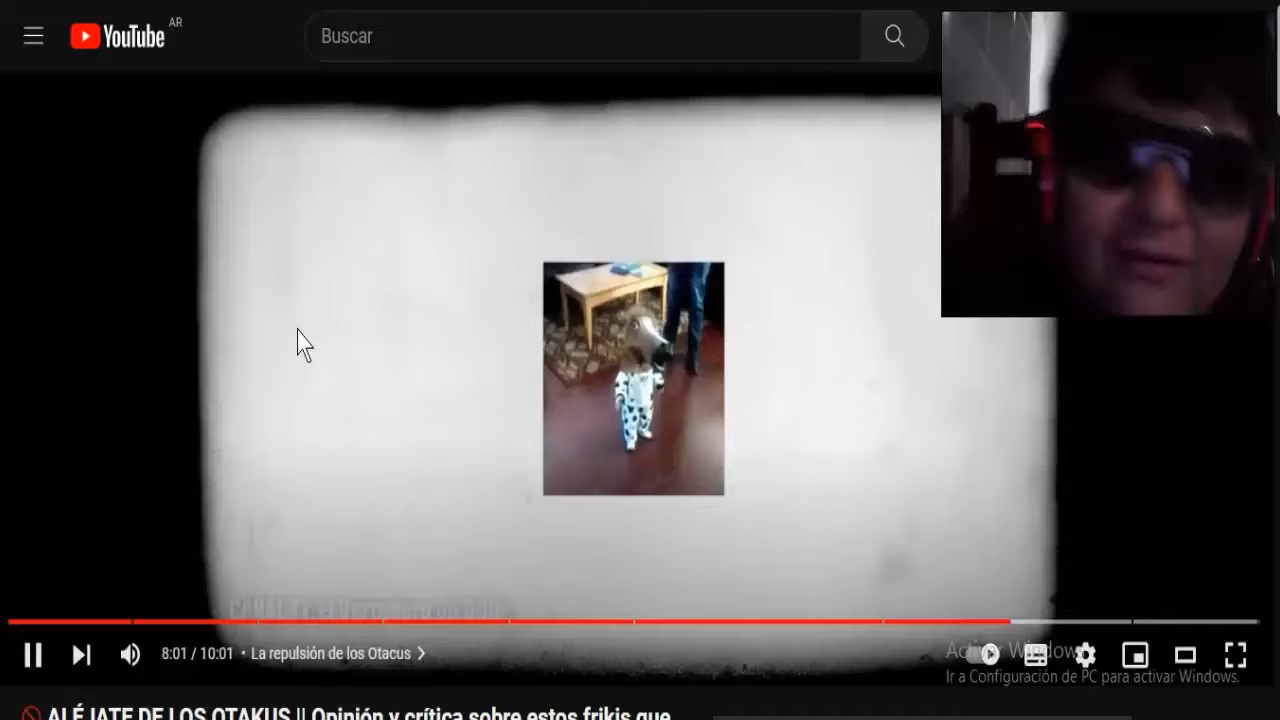 YouTube AR
Buscar
8:01 / 10:01 • La repulsión de los Otacus
Activar Windows
Ir a Configuración de PC para activar Windows.
ALÉJATE DE LOS OTAKUS || Opinión y crítica sobre estos frikis que